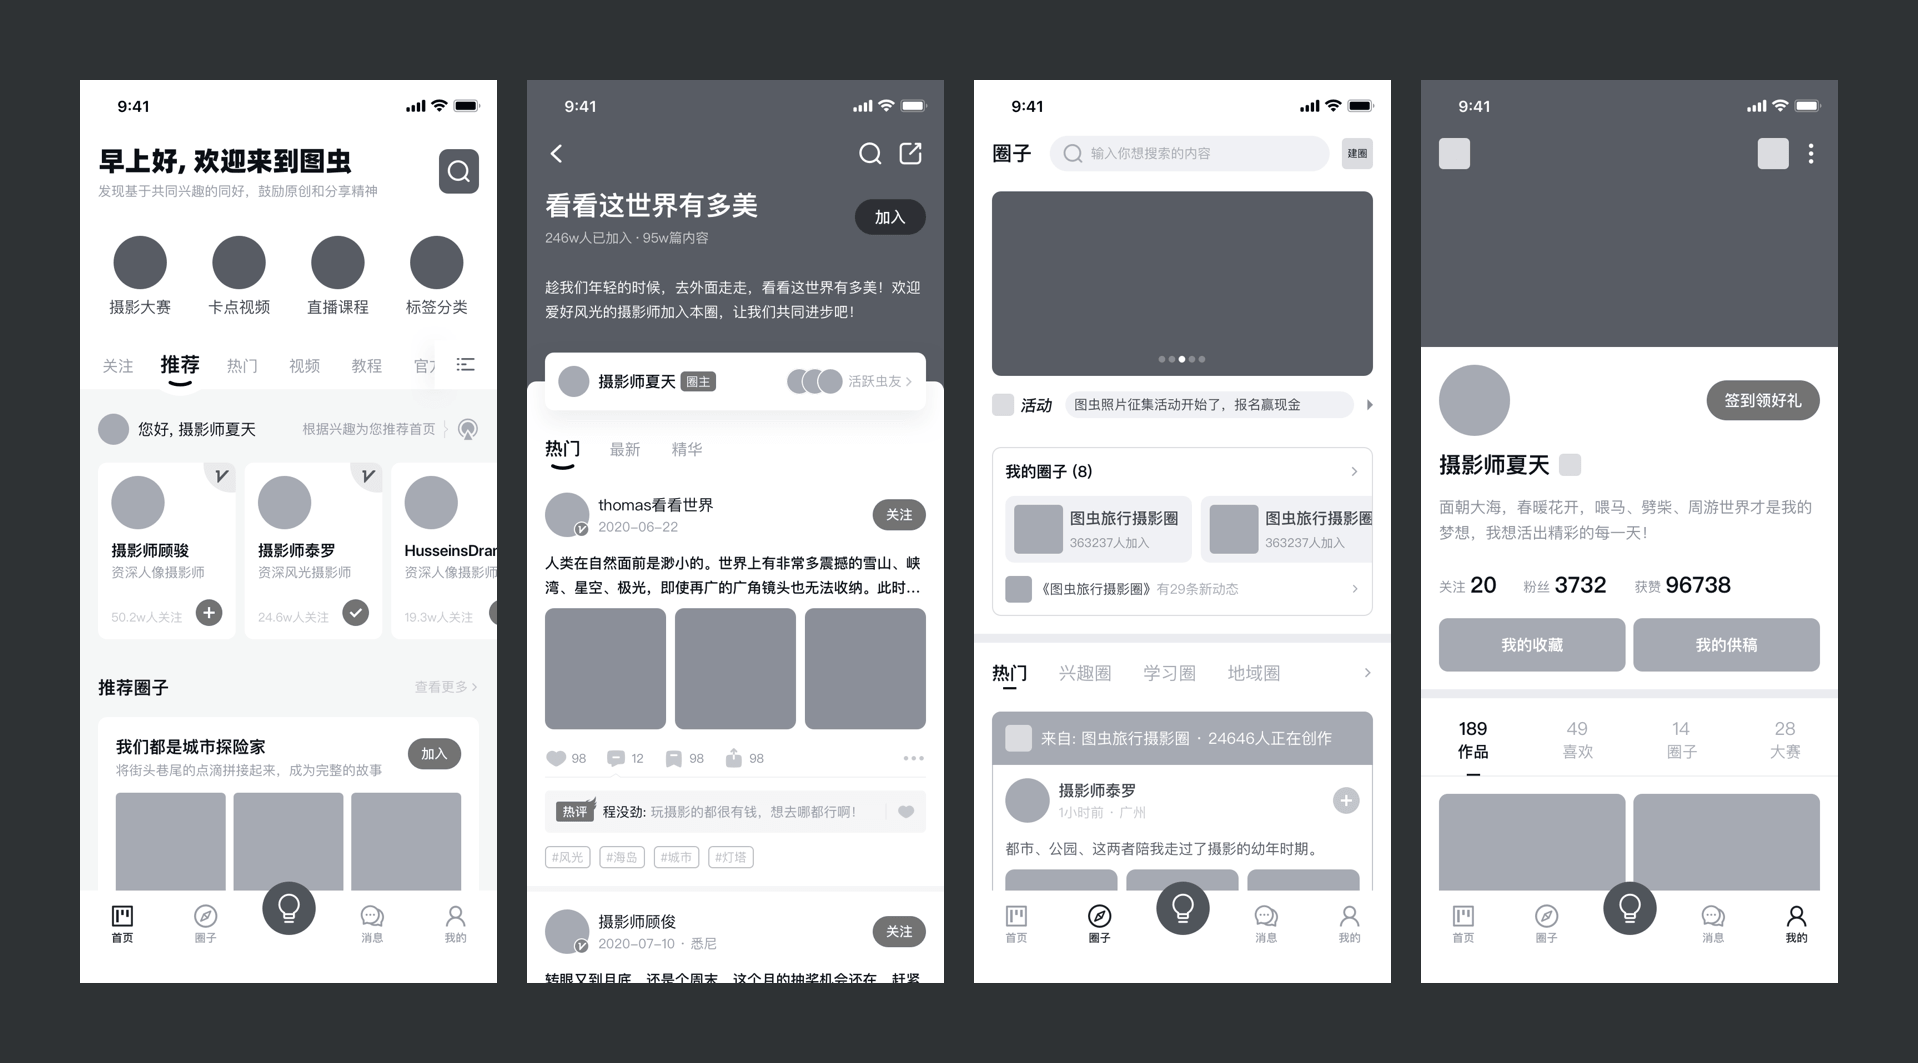 9:41
早上好, 欢迎来到图虫
发现基于共同兴趣的同好，鼓励原创和分享精神
摄影大赛 卡点视频 直播课程 标签分类
关注 推荐 热门 视频 教程
您好, 摄影师夏天 根据兴趣为您推荐首页
摄影师顾骏 摄影师泰罗 HusseinsDran
资深人像摄影师 资深风光摄影师 资深人像摄影师
50.2w人关注 24.6w人关注 19.3w人关注
推荐圈子 查看更多
我们都是城市探险家
将街头巷尾的点滴拼接起来，成为完整的故事
加入
首页 圈子 消息 我的
9:41
看看这世界有多美
246w人已加入 · 95w篇内容
加入
趁我们年轻的时候，去外面走走，看看这世界有多美！欢迎
爱好风光的摄影师加入本圈，让我们共同进步吧！
摄影师夏天 圈主 活跃虫友
热门 最新 精华
thomas看看世界
2020-06-22
关注
人类在自然面前是渺小的。世界上有非常多震撼的雪山、峡
湾、星空、极光，即使再广的广角镜头也无法收纳。此时...
98 12 98 98
热评 程没劲: 玩摄影的都很有钱，想去哪都行啊！
#风光 #海岛 #城市 #灯塔
摄影师顾俊
2020-07-10 · 悉尼
关注
转眼又到月底，还是个周末，这个月的抽奖机会还在，赶紧
9:41
圈子 输入你想搜索的内容 建圈
活动 图虫照片征集活动开始了，报名赢现金
我的圈子 (8)
图虫旅行摄影圈 图虫旅行摄影圈
363237人加入 363237人加入
《图虫旅行摄影圈》有29条新动态
热门 兴趣圈 学习圈 地域圈
来自: 图虫旅行摄影圈 · 24646人正在创作
摄影师泰罗
1小时前 · 广州
都市、公园、这两者陪我走过了摄影的幼年时期。
首页 圈子 消息 我的
9:41
签到领好礼
摄影师夏天
面朝大海，春暖花开，喂马、劈柴、周游世界才是我的
梦想，我想活出精彩的每一天！
关注 20 粉丝 3732 获赞 96738
我的收藏 我的供稿
189 49 14 28
作品 喜欢 圈子 大赛
首页 圈子 消息 我的